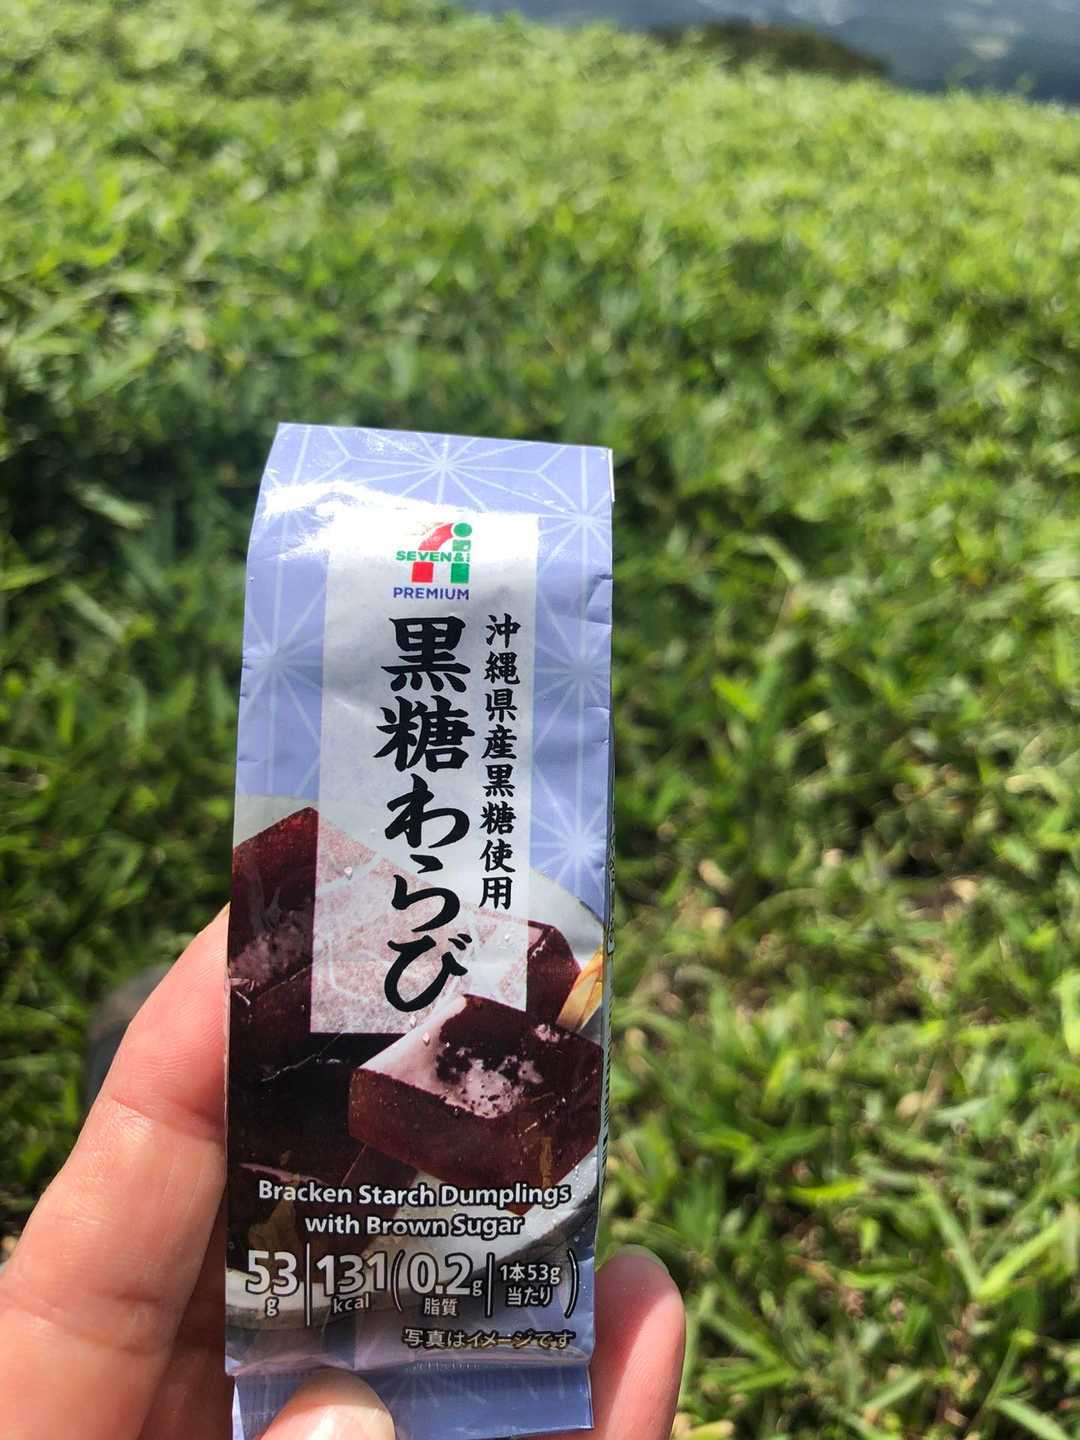 SEVEN&i
PREMIUM
沖縄県産黒糖使用
黒糖わらび
Bracken Starch Dumplings
with Brown Sugar
53g 131kcal (0.2g 脂質 1本53g当たり)
写真はイメージです